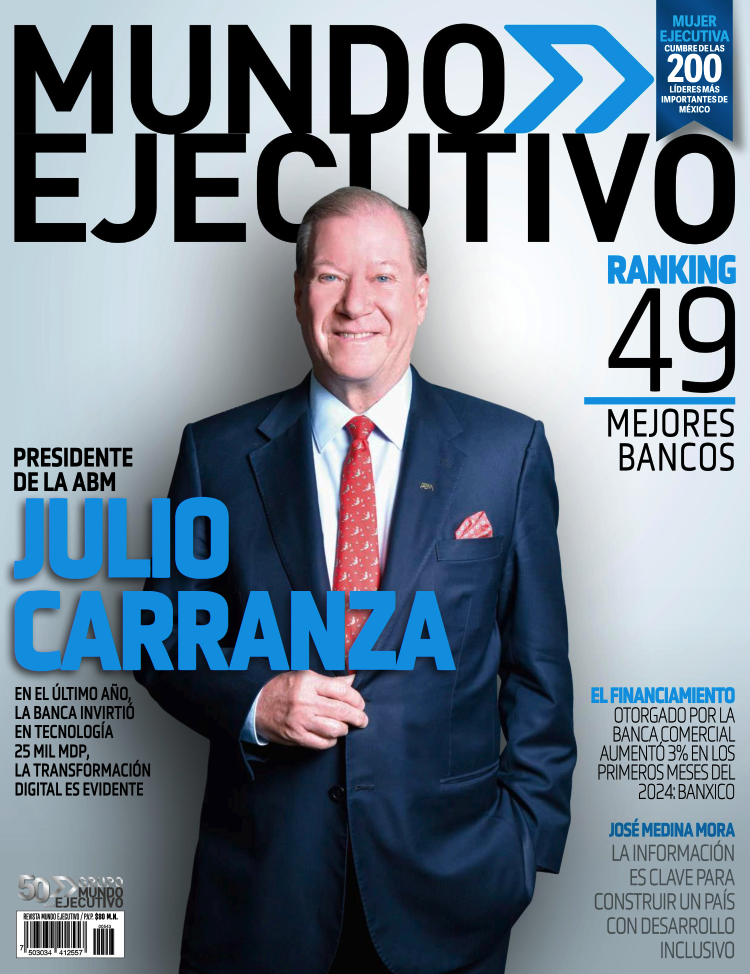 MUNDO
EJECUTIVO
MUJER
EJECUTIVA
CUMBRE DE LAS
200
LÍDERES MÁS
IMPORTANTES DE
MÉXICO
RANKING
49
MEJORES
BANCOS
PRESIDENTE
DE LA ABM
JULIO
CARRANZA
EN EL ÚLTIMO AÑO,
LA BANCA INVIRTIÓ
EN TECNOLOGÍA
25 MIL MDP,
LA TRANSFORMACIÓN
DIGITAL ES EVIDENTE
EL FINANCIAMIENTO
OTORGADO POR LA
BANCA COMERCIAL
AUMENTÓ 3% EN LOS
PRIMEROS MESES DEL
2024: BANXICO
JOSÉ MEDINA MORA
LA INFORMACIÓN
ES CLAVE PARA
CONSTRUIR UN PAÍS
CON DESARROLLO
INCLUSIVO
50 GRUPO
MUNDO
EJECUTIVO
REVISTA MUNDO EJECUTIVO / P.V.P. $80 M.N.
00543
7 503034 412557
ABM